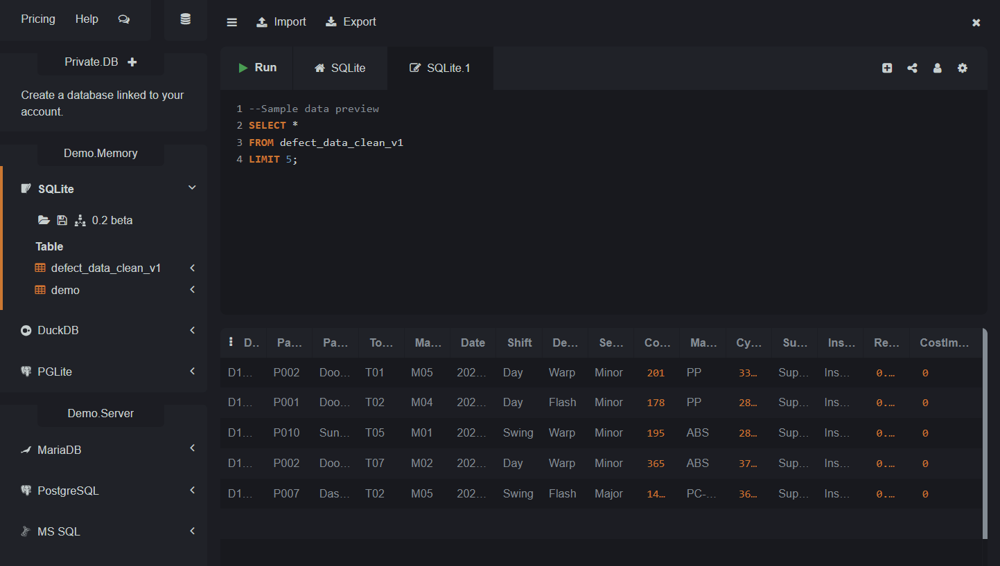 Pricing Help
Private.DB
Create a database linked to your
account.
Demo.Memory
SQLite
0.2 beta
Table
defect_data_clean_v1
demo
DuckDB
PGLite
Demo.Server
MariaDB
PostgreSQL
MS SQL
Import Export
Run SQLite SQLite.1
1 --Sample data preview
2 SELECT *
3 FROM defect_data_clean_v1
4 LIMIT 5;
D.. Pa... Pa... To... Ma... Date Shift De... Se... Co... Ma... Cy... Su... Ins... Re... CostIm...
D1... P002 Doo... T01 M05 202... Day Warp Minor 201 PP 33... Sup... Ins... 0.... 0
D1... P001 Doo... T02 M04 202... Day Flash Minor 178 PP 28... Sup... Ins... 0.... 0
D1... P010 Sun... T05 M01 202... Swing Warp Minor 195 ABS 28... Sup... Ins... 0.... 0
D1... P002 Doo... T07 M02 202... Day Warp Minor 365 ABS 37... Sup... Ins... 0.... 0
D1... P007 Das... T02 M05 202... Swing Flash Major 14... PC-... 36... Sup... Ins... 0.... 0